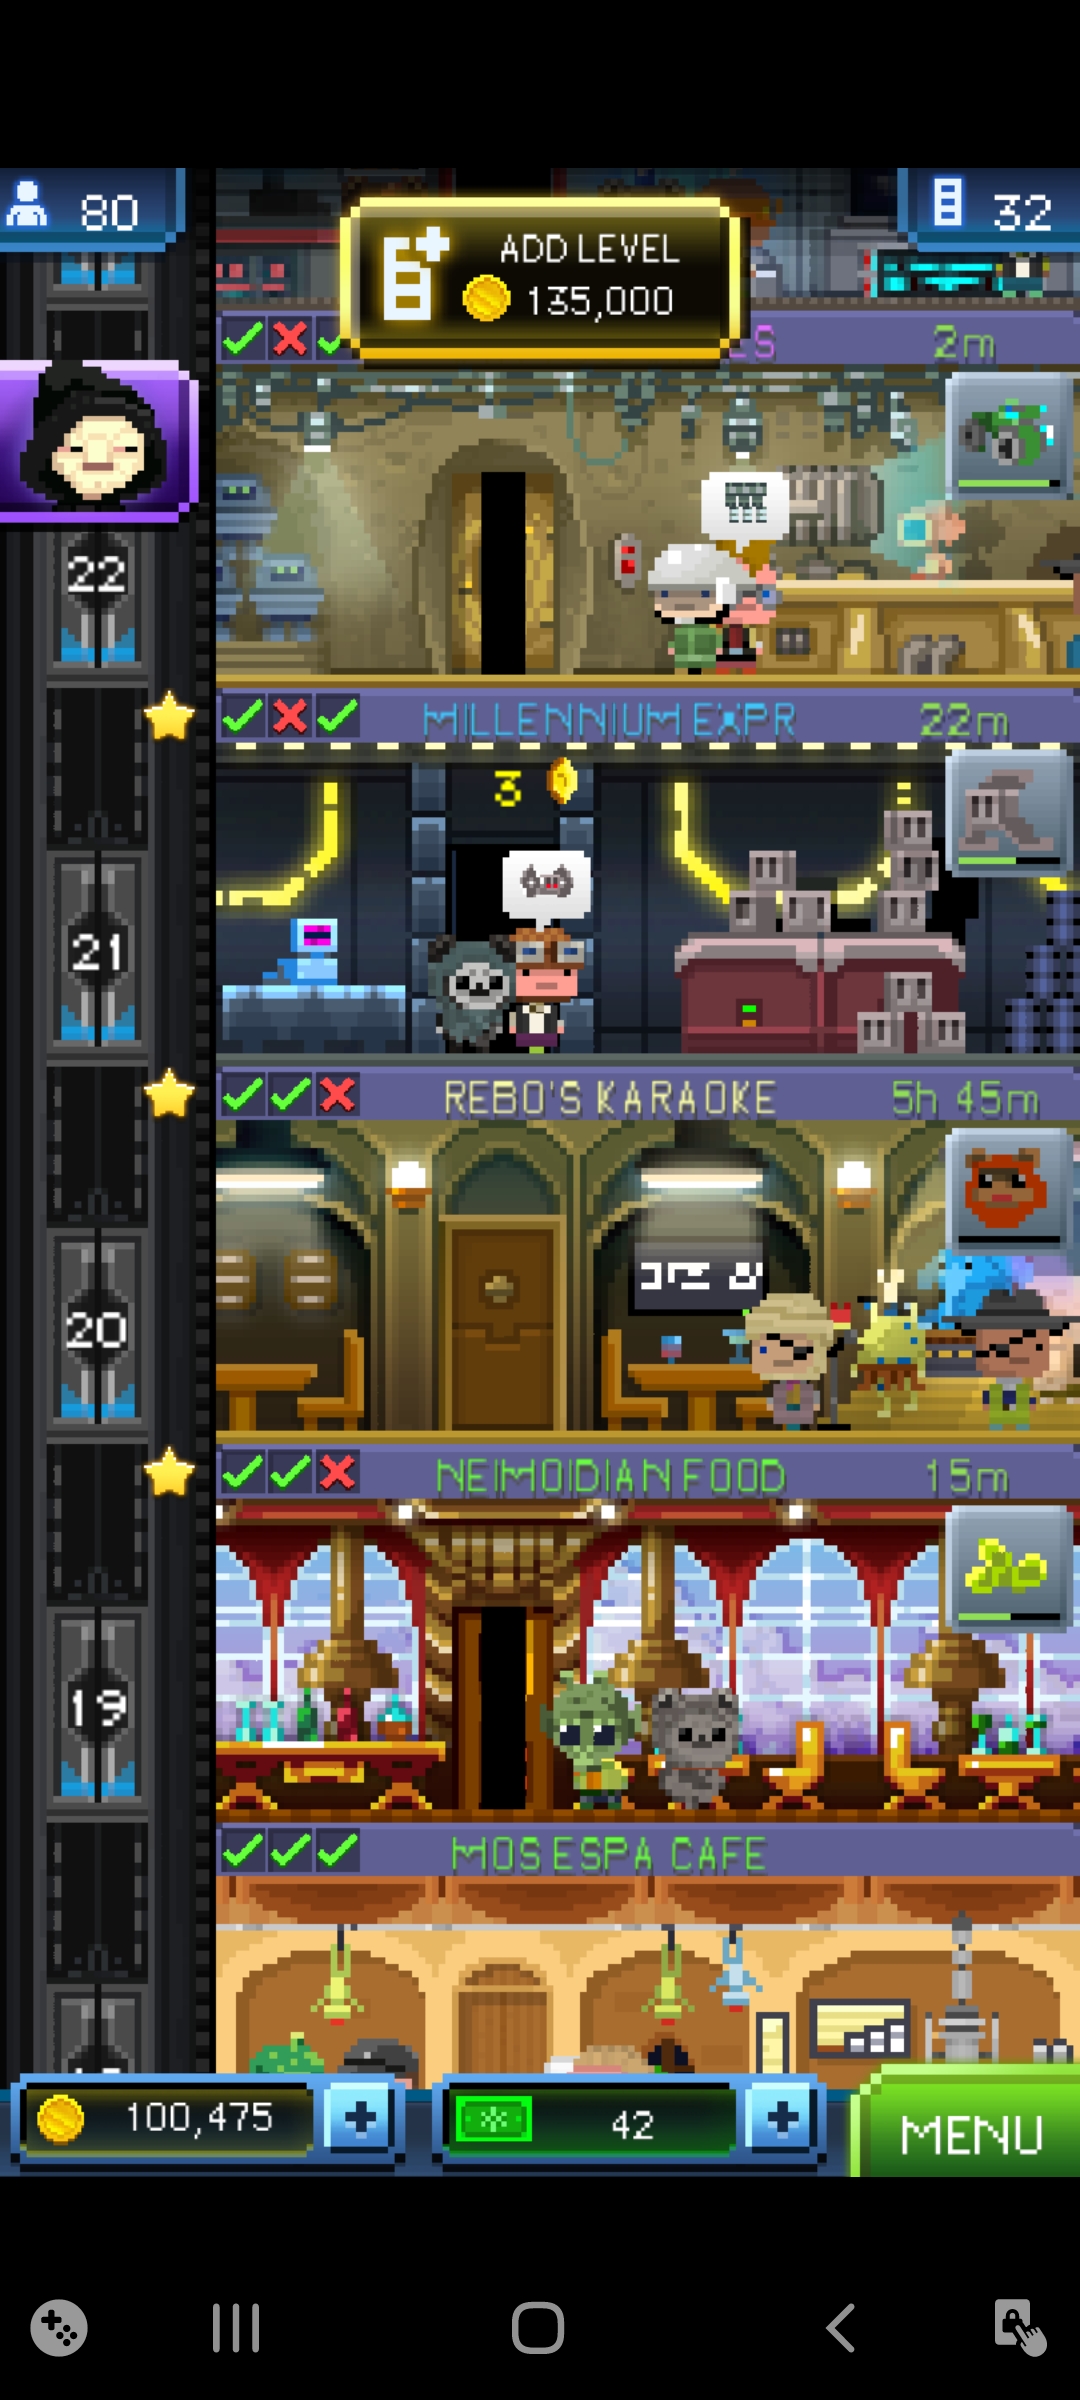 80
32
ADD LEVEL
135,000
2m
22
MILLENNIUM EXPR
22m
3
21
REBO'S KARAOKE
5h 45m
20
NEIMOIDIAN FOOD
15m
19
MOS ESPA CAFE
100,475
42
MENU